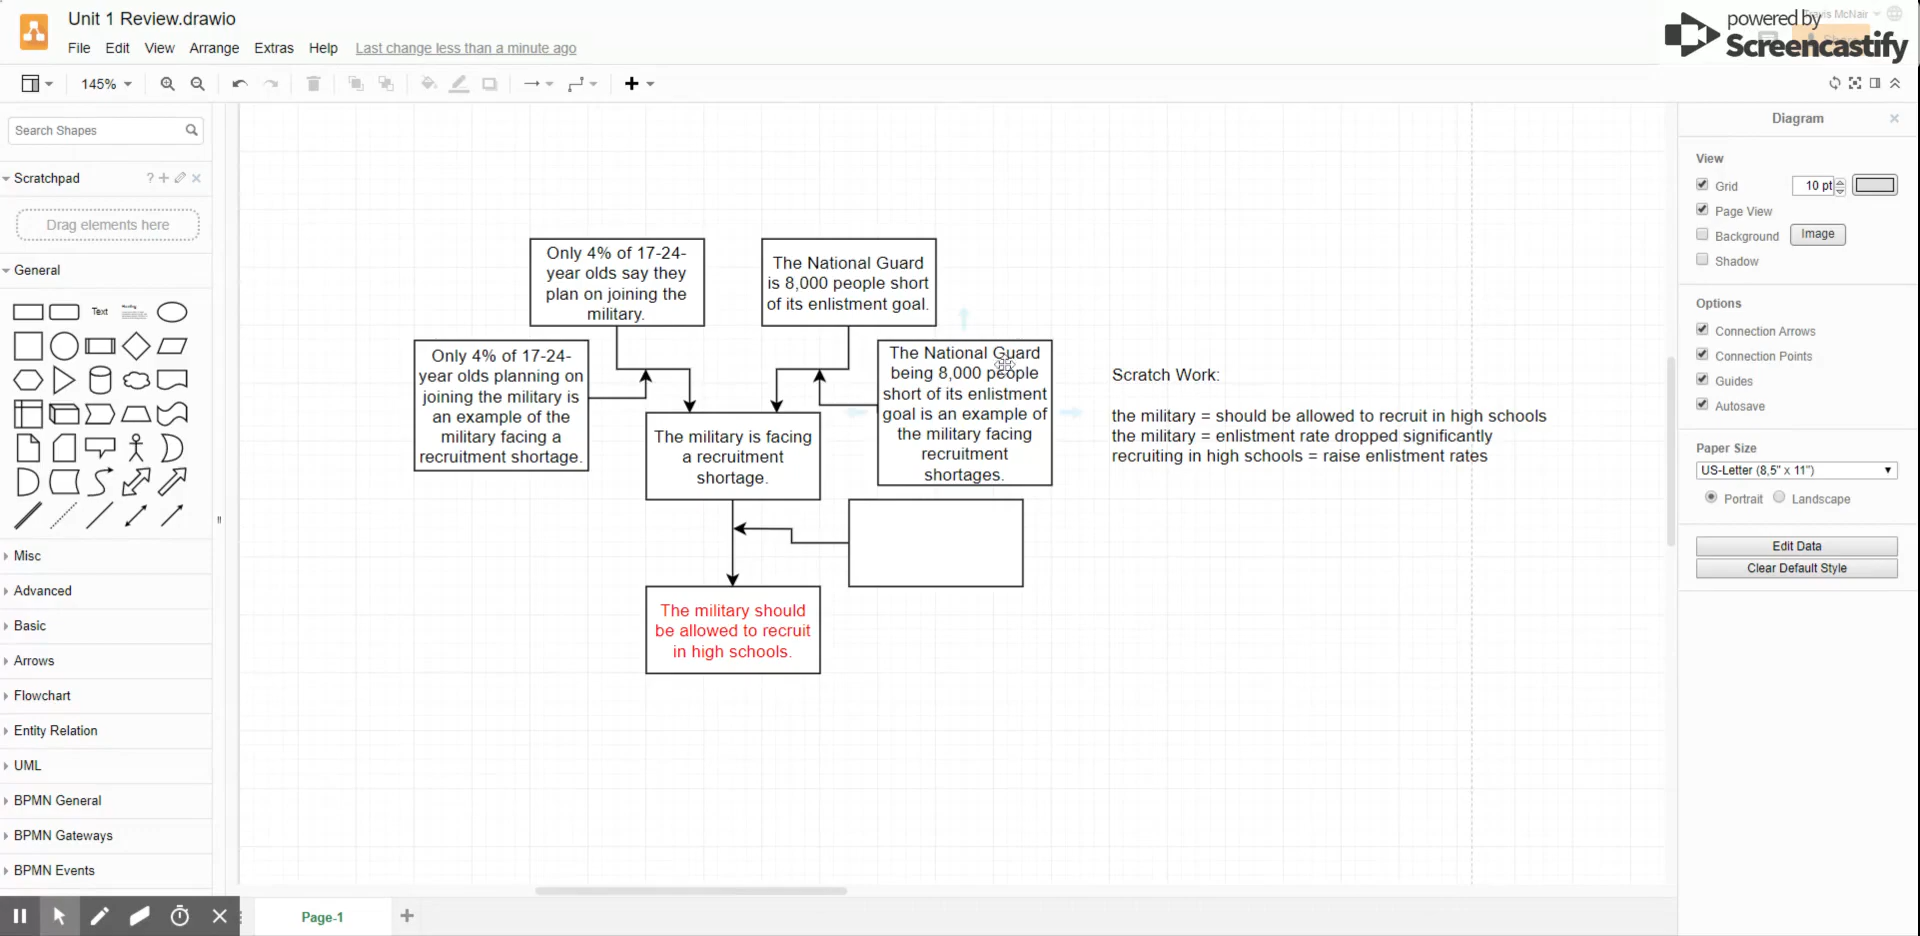 Unit 1 Review.drawio
File Edit View Arrange Extras Help Last change less than a minute ago
powered by
Screencastify
145%
Search Shapes
Scratchpad
?
Drag elements here
General
Text
Misc
Advanced
Basic
Arrows
Flowchart
Entity Relation
UML
BPMN General
BPMN Gateways
BPMN Events
Only 4% of 17-24-
year olds say they
plan on joining the
military.
The National Guard
is 8,000 people short
of its enlistment goal.
Only 4% of 17-24-
year olds planning on
joining the military is
an example of the
military facing a
recruitment shortage.
The military is facing
a recruitment
shortage.
The National Guard
being 8,000 people
short of its enlistment
goal is an example of
the military facing
recruitment
shortages.
The military should
be allowed to recruit
in high schools.
Scratch Work:
the military = should be allowed to recruit in high schools
the military = enlistment rate dropped significantly
recruiting in high schools = raise enlistment rates
Diagram
View
Grid 10 pt
Page View
Background Image
Shadow
Options
Connection Arrows
Connection Points
Guides
Autosave
Paper Size
US-Letter (8,5" x 11")
Portrait Landscape
Edit Data
Clear Default Style
Page-1